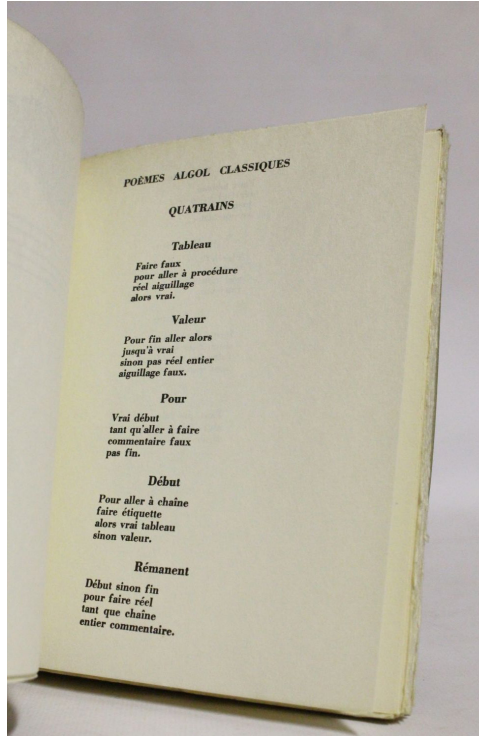 POÈMES ALGOL CLASSIQUES
QUATRAINS
Tableau
Faire faux
pour aller à procédure
réel aiguillage
alors vrai.
Valeur
Pour fin aller alors
jusqu'à vrai
sinon pas réel entier
aiguillage faux.
Pour
Vrai début
tant qu'aller à faire
commentaire faux
pas fin.
Début
Pour aller à chaîne
faire étiquette
alors vrai tableau
sinon valeur.
Rémanent
Début sinon fin
pour faire réel
tant que chaîne
entier commentaire.